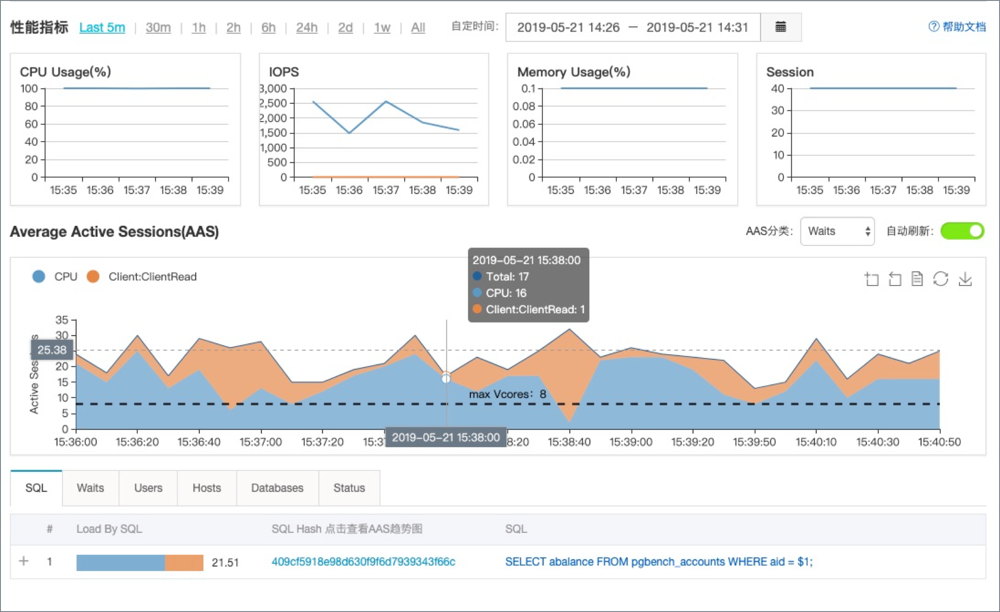 性能指标 Last 5m | 30m | 1h | 2h | 6h | 24h | 2d | 1w | All 自定时间: 2019-05-21 14:26 — 2019-05-21 14:31 帮助文档
CPU Usage(%)
100
80
60
40
20
0
15:35 15:36 15:37 15:38 15:39
IOPS
3,000
2,500
2,000
1,500
1,000
500
0
15:35 15:36 15:37 15:38 15:39
Memory Usage(%)
0.1
0.08
0.06
0.04
0.02
0
15:35 15:36 15:37 15:38 15:39
Session
40
30
20
10
0
15:35 15:36 15:37 15:38 15:39
Average Active Sessions(AAS) AAS分类: Waits 自动刷新:
CPU Client:ClientRead
2019-05-21 15:38:00
Total: 17
CPU: 16
Client:ClientRead: 1
Active Ses s
35
30
25.38
20
15
10
5
0
max Vcores: 8
15:36:00 15:36:20 15:36:40 15:37:00 15:37:20 15:3 2019-05-21 15:38:00 8:20 15:38:40 15:39:00 15:39:20 15:39:50 15:40:10 15:40:30 15:40:50
SQL Waits Users Hosts Databases Status
# Load By SQL SQL Hash 点击查看AAS趋势图 SQL
1 21.51 409cf5918e98d630f9f6d7939343f66c SELECT abalance FROM pgbench_accounts WHERE aid = $1;